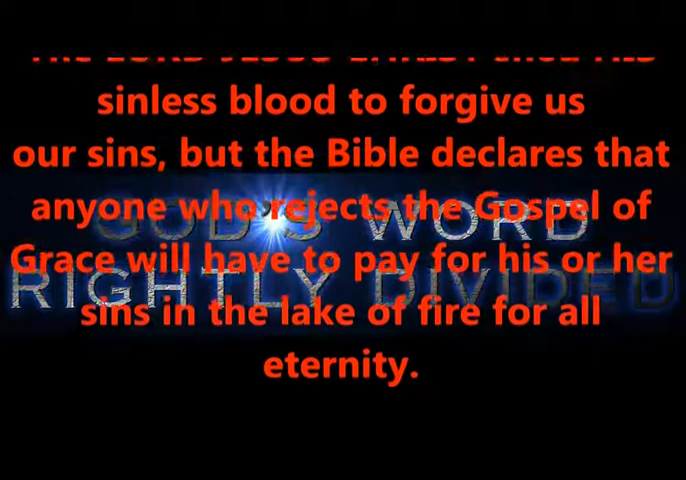 THE LORD JESUS CHRIST shed HIS
sinless blood to forgive us
our sins, but the Bible declares that
anyone who rejects the Gospel of
Grace will have to pay for his or her
sins in the lake of fire for all
eternity.
GOD'S WORD
RIGHTLY DIVIDED